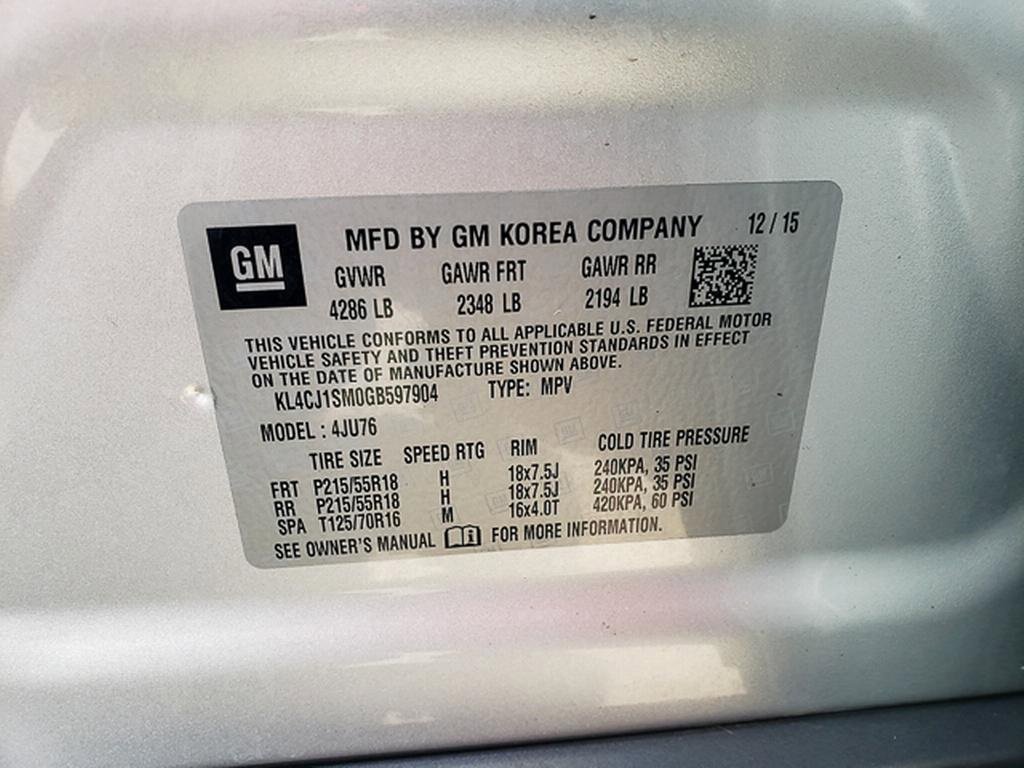 GM
MFD BY GM KOREA COMPANY 12 / 15
GVWR GAWR FRT GAWR RR
4286 LB 2348 LB 2194 LB
THIS VEHICLE CONFORMS TO ALL APPLICABLE U.S. FEDERAL MOTOR
VEHICLE SAFETY AND THEFT PREVENTION STANDARDS IN EFFECT
ON THE DATE OF MANUFACTURE SHOWN ABOVE.
KL4CJ1SM0GB597904 TYPE: MPV
MODEL : 4JU76
TIRE SIZE SPEED RTG RIM COLD TIRE PRESSURE
FRT P215/55R18 H 18x7.5J 240KPA, 35 PSI
RR P215/55R18 H 18x7.5J 240KPA, 35 PSI
SPA T125/70R16 M 16x4.0T 420KPA, 60 PSI
SEE OWNER'S MANUAL FOR MORE INFORMATION.